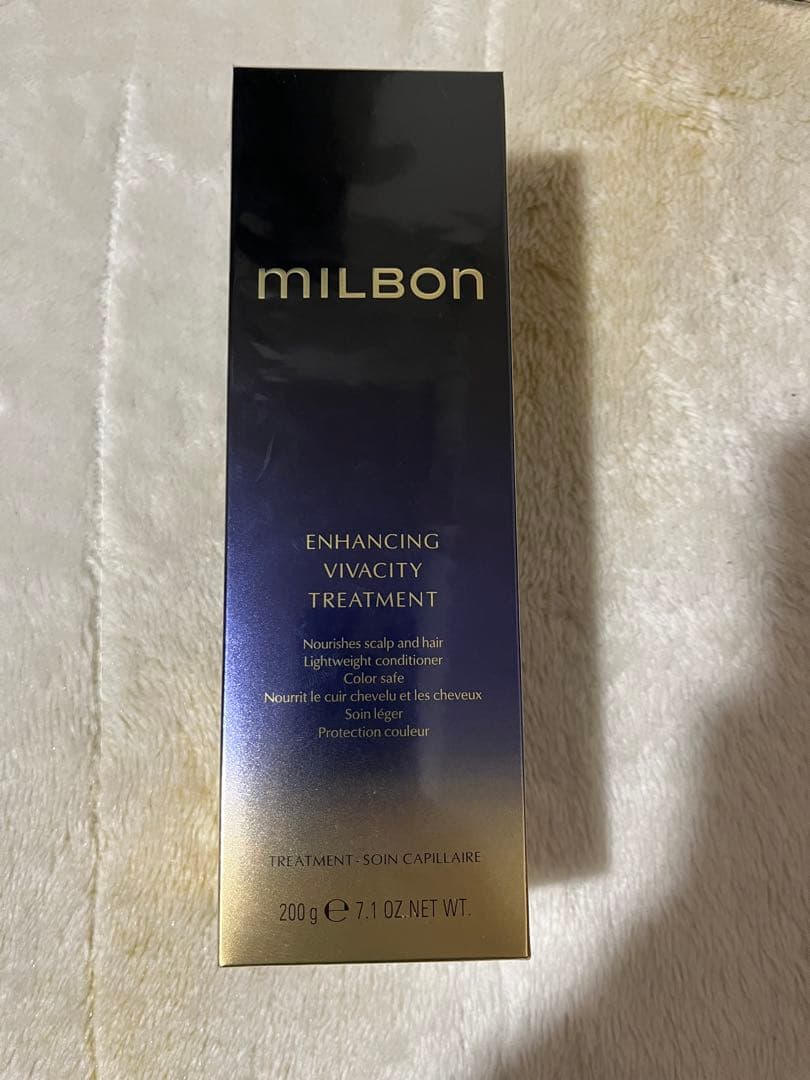 mILBon
ENHANCING
VIVACITY
TREATMENT
Nourishes scalp and hair
Lightweight conditioner
Color safe
Nourrit le cuir chevelu et les cheveux
Soin léger
Protection couleur
TREATMENT - SOIN CAPILLAIRE
200 g ℮ 7.1 OZ.NET WT.